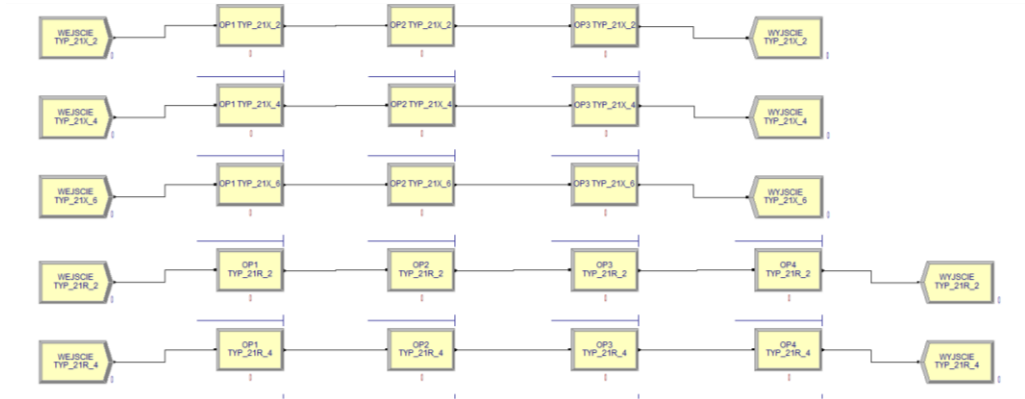 WEJSCIE
TYP_21X_2
OP1 TYP_21X_2
OP2 TYP_21X_2
OP3 TYP_21X_2
WYJSCIE
TYP_21X_2
WEJSCIE
TYP_21X_4
OP1 TYP_21X_4
OP2 TYP_21X_4
OP3 TYP_21X_4
WYJSCIE
TYP_21X_4
WEJSCIE
TYP_21X_6
OP1 TYP_21X_6
OP2 TYP_21X_6
OP3 TYP_21X_6
WYJSCIE
TYP_21X_6
WEJSCIE
TYP_21R_2
OP1
TYP_21R_2
OP2
TYP_21R_2
OP3
TYP_21R_2
OP4
TYP_21R_2
WYJSCIE
TYP_21R_2
WEJSCIE
TYP_21R_4
OP1
TYP_21R_4
OP2
TYP_21R_4
OP3
TYP_21R_4
OP4
TYP_21R_4
WYJSCIE
TYP_21R_4